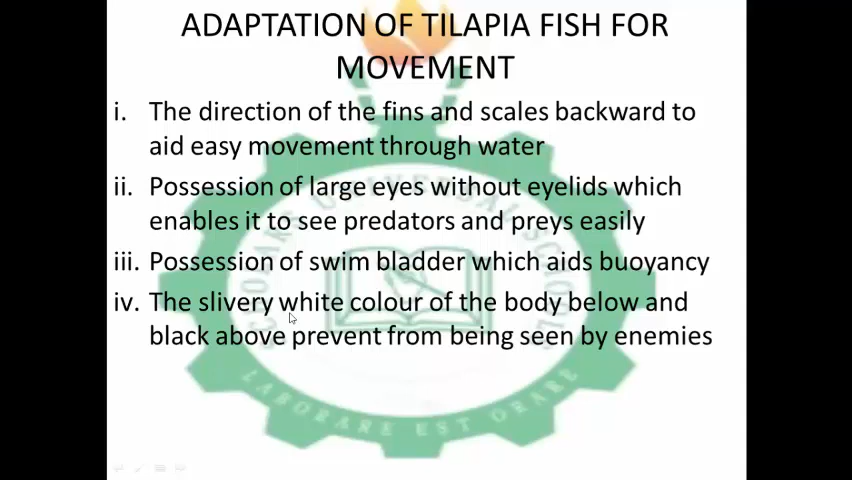 ADAPTATION OF TILAPIA FISH FOR
MOVEMENT
i. The direction of the fins and scales backward to
aid easy movement through water
ii. Possession of large eyes without eyelids which
enables it to see predators and preys easily
iii. Possession of swim bladder which aids buoyancy
iv. The slivery white colour of the body below and
black above prevent from being seen by enemies
LABORARE EST ORARE